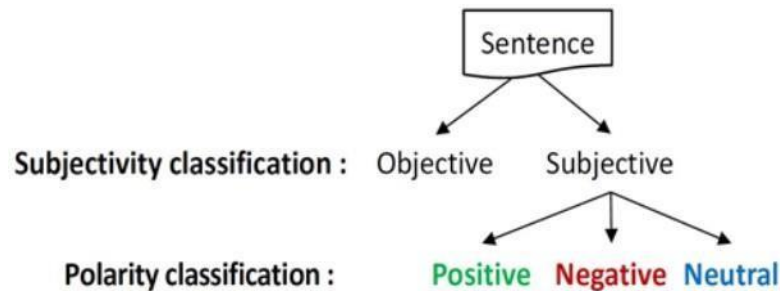 Sentence
Subjectivity classification : Objective Subjective
Polarity classification : Positive Negative Neutral